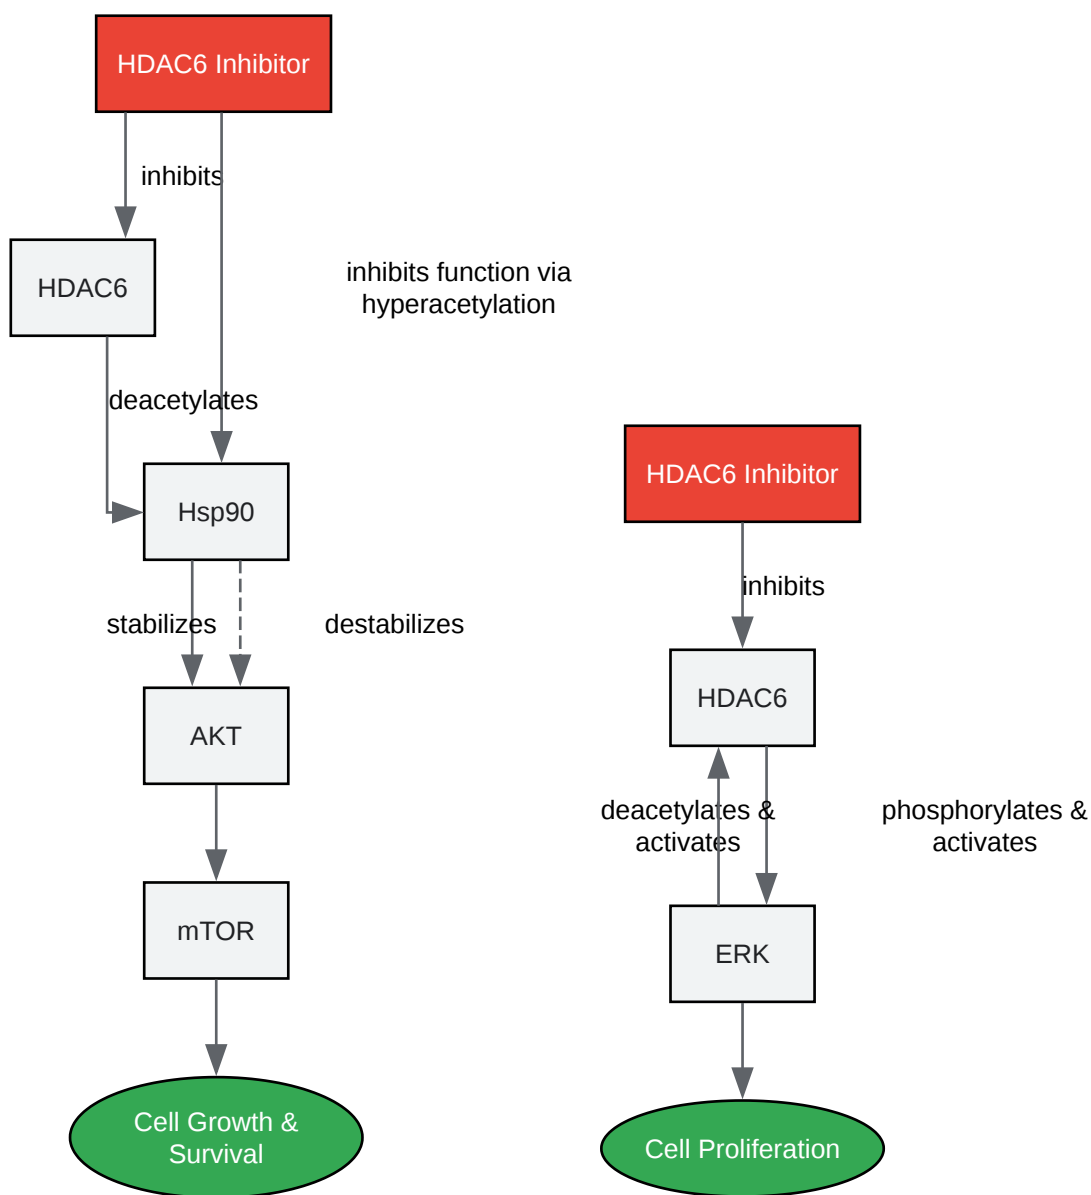 HDAC6 Inhibitor
inhibits
HDAC6
inhibits function via
hyperacetylation
deacetylates
Hsp90
stabilizes
destabilizes
AKT
mTOR
Cell Growth &
Survival
HDAC6 Inhibitor
inhibits
HDAC6
deacetylates &
activates
phosphorylates &
activates
ERK
Cell Proliferation